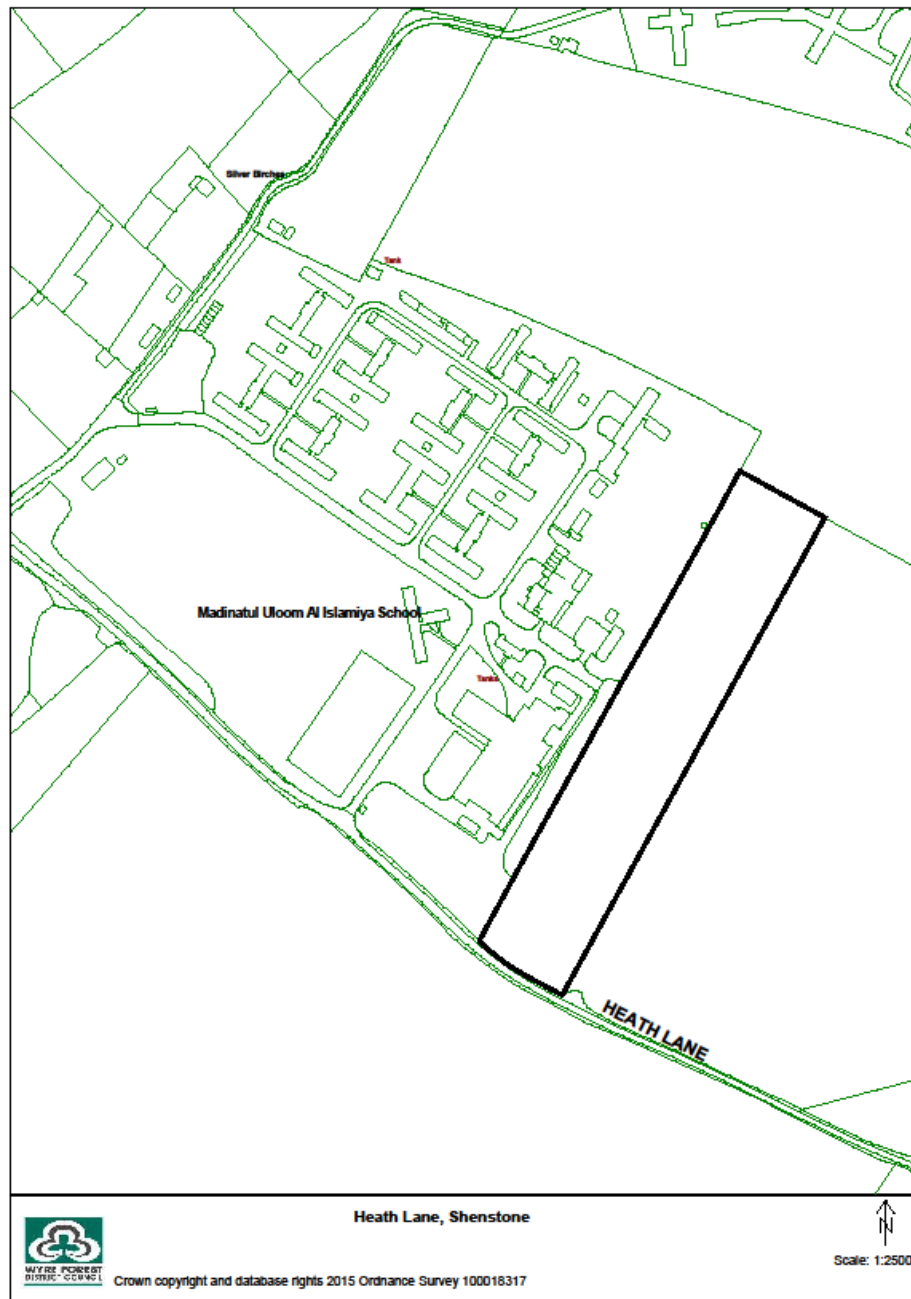 Silver Birches
Tank
Madinatul Uloom Al Islamiya School
Tanks
HEATH LANE
Heath Lane, Shenstone
N
Scale: 1:2500
WYRE FOREST
DISTRICT COUNCIL
Crown copyright and database rights 2015 Ordnance Survey 100018317